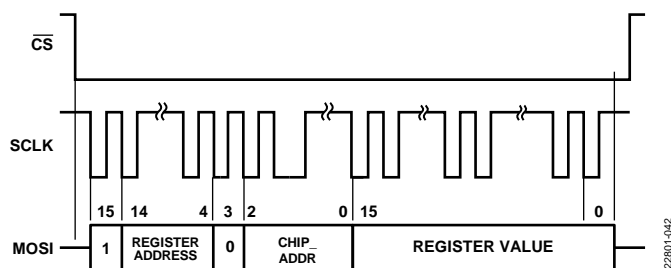 CS
SCLK
15 14 4 3 2 0 15 0
MOSI 1 REGISTER ADDRESS 0 CHIP_ ADDR REGISTER VALUE
22801-042